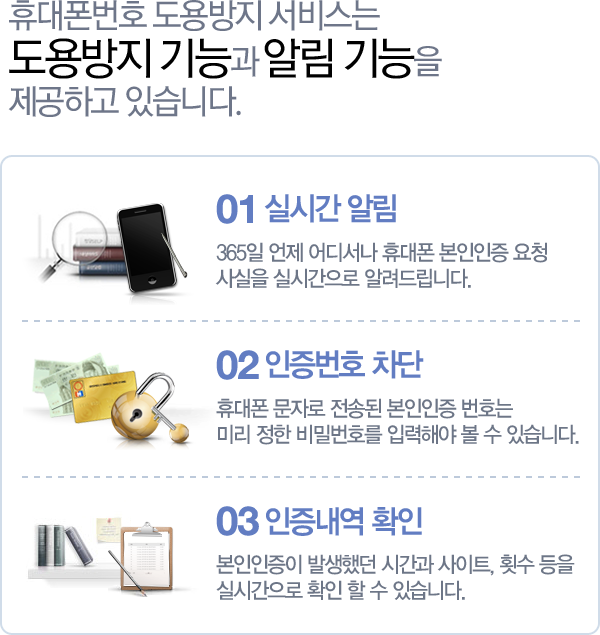 휴대폰번호 도용방지 서비스는
도용방지 기능과 알림 기능을
제공하고 있습니다.
01 실시간 알림
365일 언제 어디서나 휴대폰 본인인증 요청
사실을 실시간으로 알려드립니다.
02 인증번호 차단
휴대폰 문자로 전송된 본인인증 번호는
미리 정한 비밀번호를 입력해야 볼 수 있습니다.
03 인증내역 확인
본인인증이 발생했던 시간과 사이트, 횟수 등을
실시간으로 확인 할 수 있습니다.